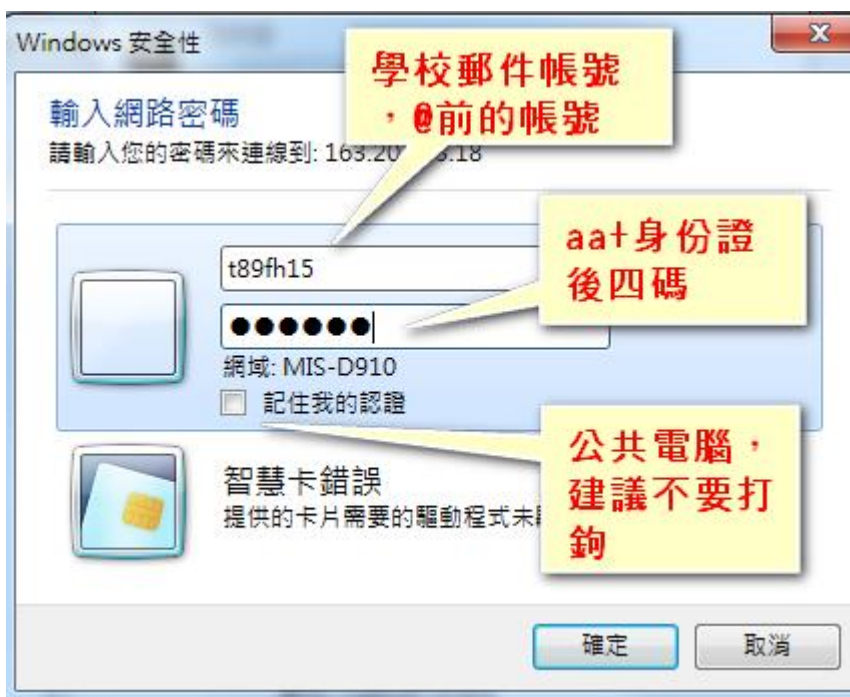 Windows 安全性
學校郵件帳號
，@前的帳號
輸入網路密碼
請輸入您的密碼來連線到: 163.20 .18
t89fh15
aa+身份證
後四碼
●●●●●●
網域: MIS-D910
記住我的認證
公共電腦，
建議不要打
鉤
智慧卡錯誤
提供的卡片需要的驅動程式未
確定
取消